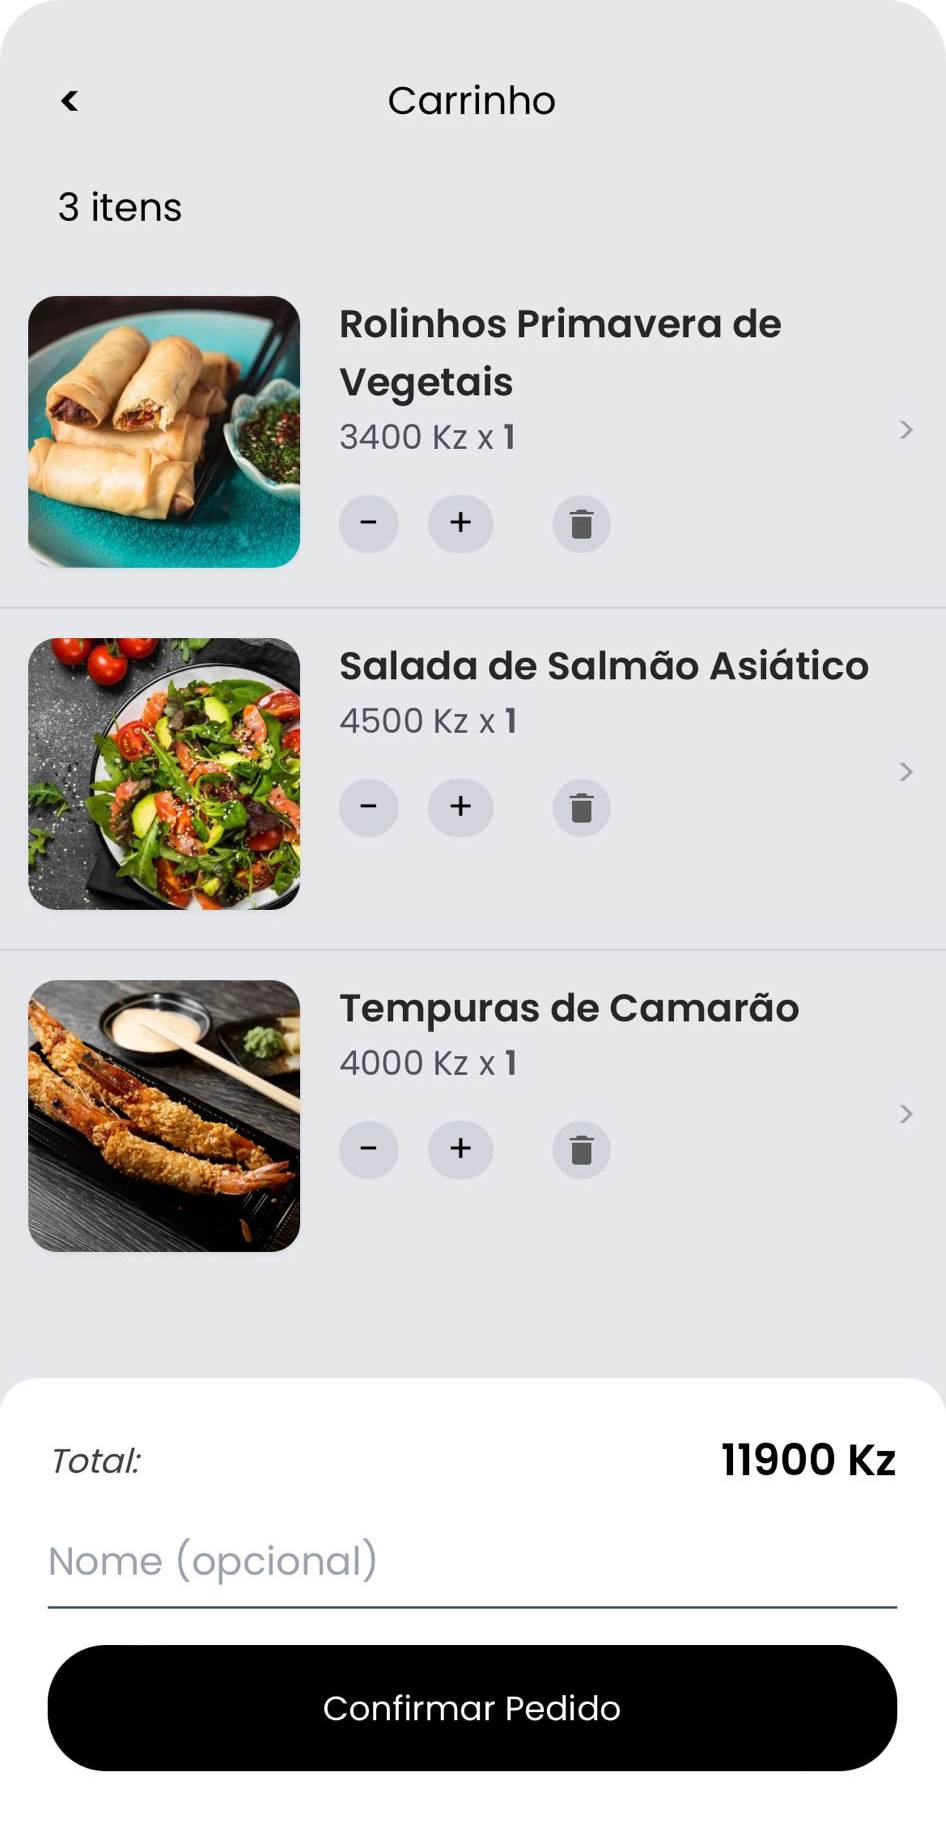 Carrinho
3 itens
Rolinhos Primavera de
Vegetais
3400 Kz x 1
- +
Salada de Salmão Asiático
4500 Kz x 1
- +
Tempuras de Camarão
4000 Kz x 1
- +
Total: 11900 Kz
Nome (opcional)
Confirmar Pedido